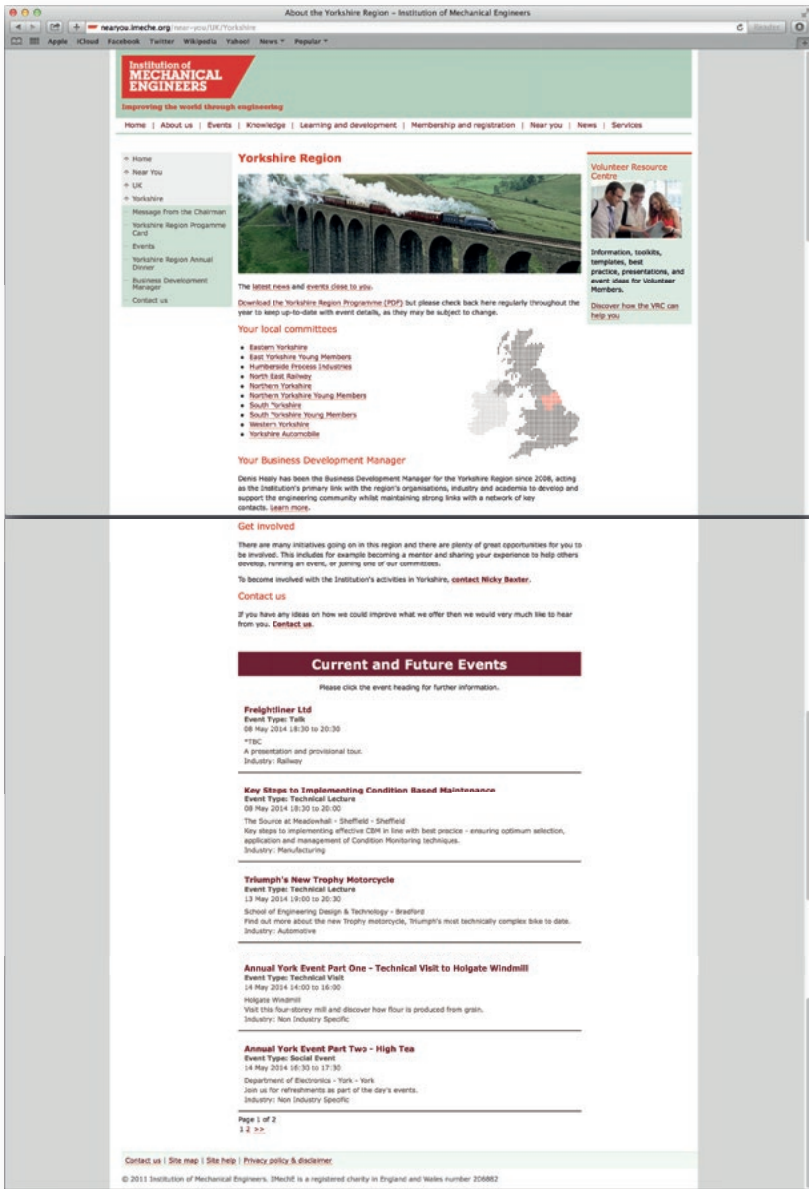 About the Yorkshire Region – Institution of Mechanical Engineers
nearyou.imeche.org/near-you/UK/Yorkshire
Reader
Apple iCloud Facebook Twitter Wikipedia Yahoo! News Popular
Institution of
MECHANICAL
ENGINEERS
Improving the world through engineering
Home | About us | Events | Knowledge | Learning and development | Membership and registration | Near you | News | Services
Home
Near You
UK
Yorkshire
Message from the Chairman
Yorkshire Region Progamme
Card
Events
Yorkshire Region Annual
Dinner
Business Development
Manager
Contact us
Yorkshire Region
The latest news and events close to you.
Download the Yorkshire Region Programme (PDF) but please check back here regularly throughout the
year to keep up-to-date with event details, as they may be subject to change.
Your local committees
Eastern Yorkshire
East Yorkshire Young Members
Humberside Process Industries
North East Railway
Northern Yorkshire
Northern Yorkshire Young Members
South Yorkshire
South Yorkshire Young Members
Western Yorkshire
Yorkshire Automobile
Your Business Development Manager
Denis Healy has been the Business Development Manager for the Yorkshire Region since 2008, acting
as the Institution's primary link with the region's organisations, industry and academia to develop and
support the engineering community whilst maintaining strong links with a network of key
contacts. Learn more.
Volunteer Resource
Centre
Information, toolkits,
templates, best
practice, presentations, and
event ideas for Volunteer
Members.
Discover how the VRC can
help you
Get involved
There are many initiatives going on in this region and there are plenty of great opportunities for you to
be involved. This includes for example becoming a mentor and sharing your experience to help others
develop, running an event, or joining one of our committees.
To become involved with the Institution's activities in Yorkshire, contact Nicky Baxter.
Contact us
If you have any ideas on how we could improve what we offer then we would very much like to hear
from you. Contact us.
Current and Future Events
Please click the event heading for further information.
Freightliner Ltd
Event Type: Talk
08 May 2014 18:30 to 20:30
*TBC
A presentation and provisional tour.
Industry: Railway
Key Steps to Implementing Condition Based Maintenance
Event Type: Technical Lecture
08 May 2014 18:30 to 20:00
The Source at Meadowhall - Sheffield - Sheffield
Key steps to implementing effective CBM in line with best pracice - ensuring optimum selection,
application and management of Condition Monitoring techniques.
Industry: Manufacturing
Triumph's New Trophy Motorcycle
Event Type: Technical Lecture
13 May 2014 19:00 to 20:30
School of Engineering Design & Technology - Bradford
Find out more about the new Trophy motorcycle, Triumph's most technically complex bike to date.
Industry: Automotive
Annual York Event Part One - Technical Visit to Holgate Windmill
Event Type: Technical Visit
14 May 2014 14:00 to 16:00
Holgate Windmill
Visit this four-storey mill and discover how flour is produced from grain.
Industry: Non Industry Specific
Annual York Event Part Two - High Tea
Event Type: Social Event
14 May 2014 16:30 to 17:30
Department of Electronics - York - York
Join us for refreshments as part of the day's events.
Industry: Non Industry Specific
Page 1 of 2
1 2 >>
Contact us | Site map | Site help | Privacy policy & disclaimer
© 2011 Institution of Mechanical Engineers. IMechE is a registered charity in England and Wales number 206882